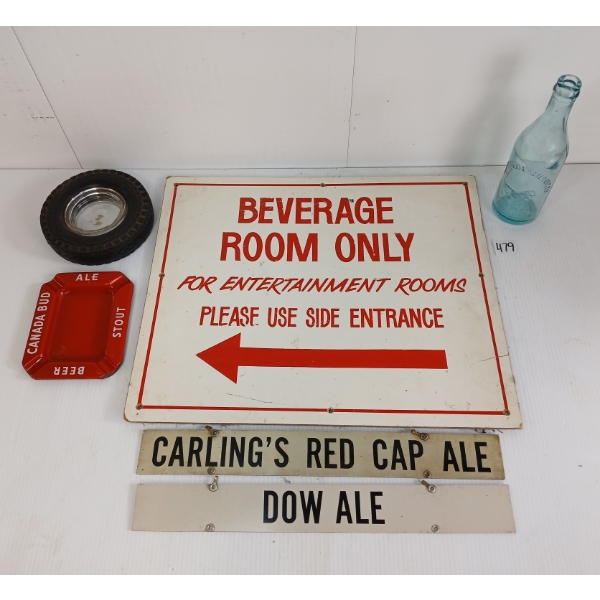 BEVERAGE
ROOM ONLY
FOR ENTERTAINMENT ROOMS
PLEASE USE SIDE ENTRANCE
CARLING'S RED CAP ALE
DOW ALE
ALE
CANADA BUD
STOUT
BEER
479